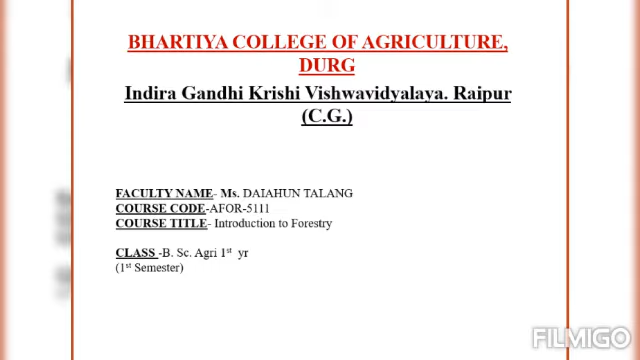 BHARTIYA COLLEGE OF AGRICULTURE,
DURG
Indira Gandhi Krishi Vishwavidyalaya. Raipur
(C.G.)
FACULTY NAME- Ms. DAIAHUN TALANG
COURSE CODE-AFOR-5111
COURSE TITLE- Introduction to Forestry
CLASS -B. Sc. Agri 1st yr
(1st Semester)
FILMIGO